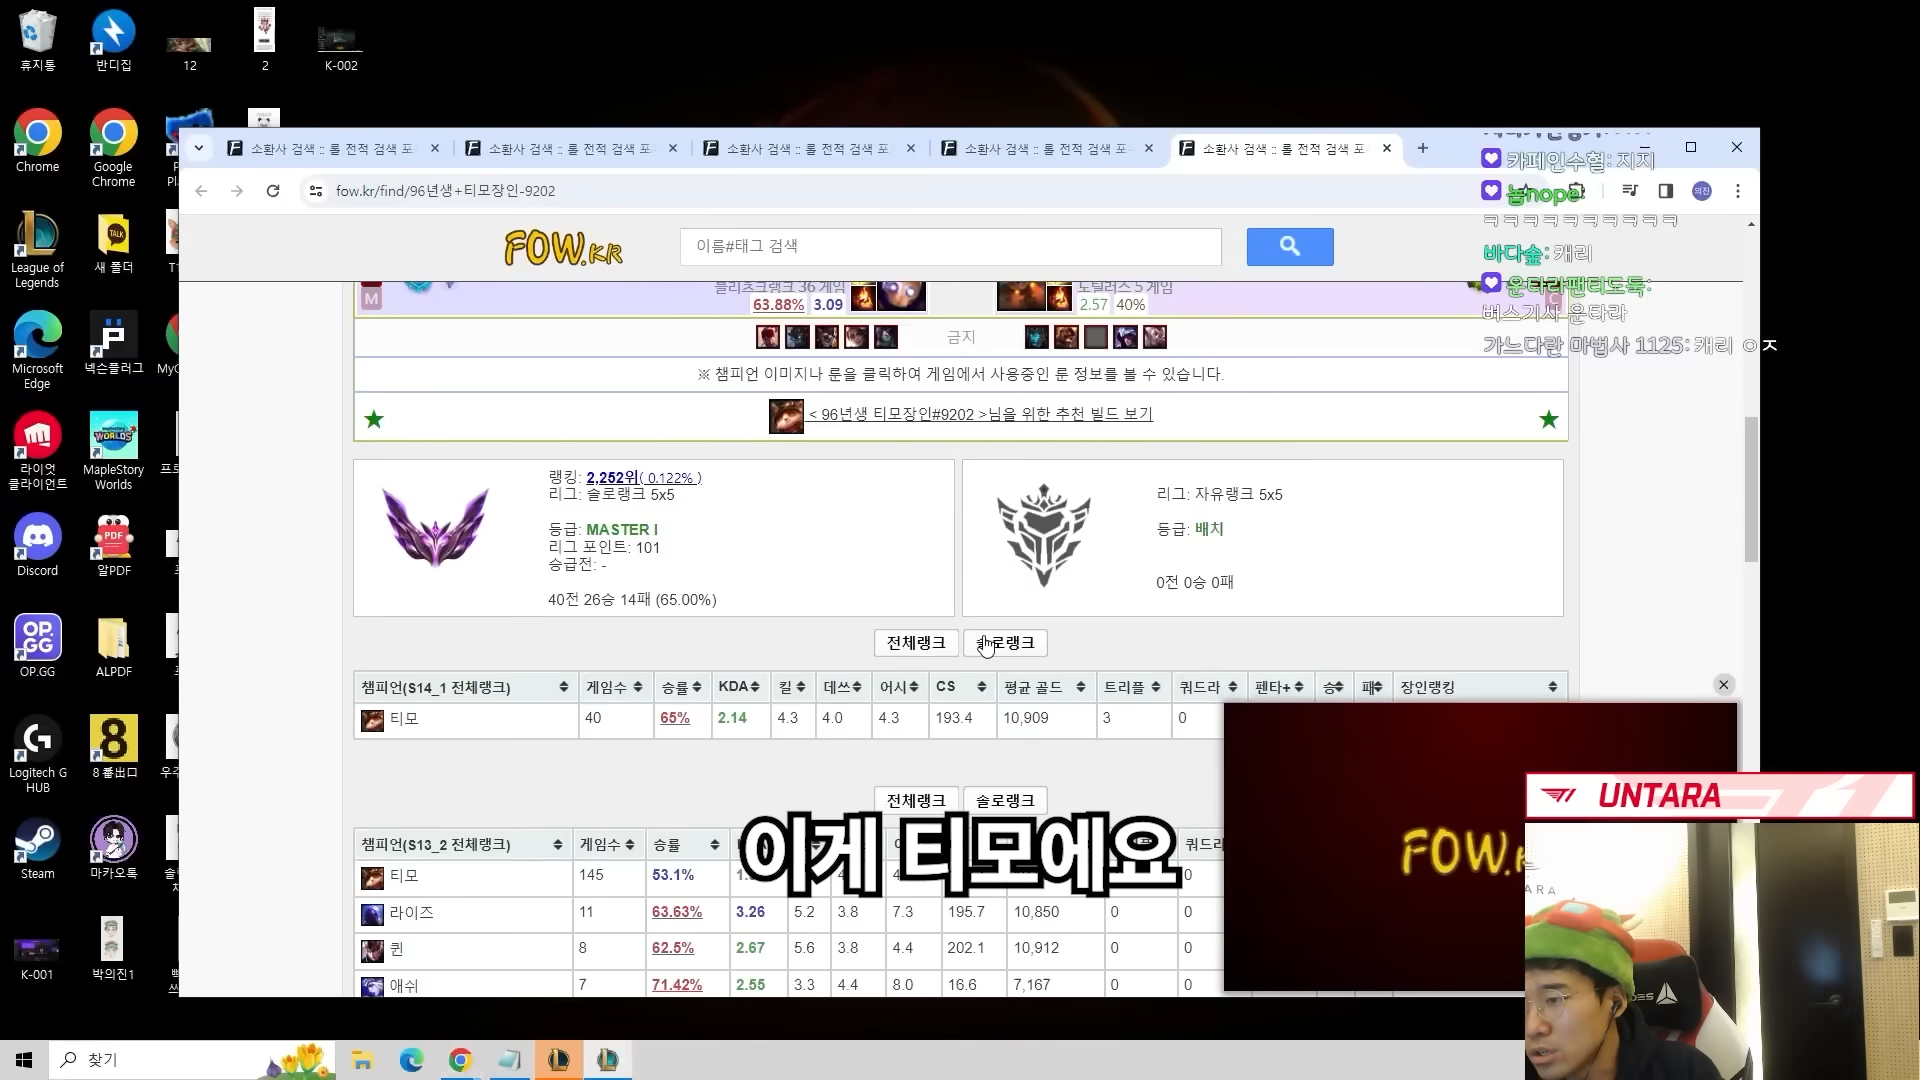 휴지통
반디집
12
2
K-002
Chrome
Google Chrome
League of Legends
새 폴더
Microsoft Edge
넥슨플러그
라이엇 클라이언트
MapleStory Worlds
Discord
알PDF
OP.GG
ALPDF
Logitech G HUB
8番出口
Steam
마카오톡
K-001
박의진1
소환사 검색 :: 롤 전적 검색 포
소환사 검색 :: 롤 전적 검색 포
소환사 검색 :: 롤 전적 검색 포
소환사 검색 :: 롤 전적 검색 포
소환사 검색 :: 롤 전적 검색 포
fow.kr/find/96년생+티모장인-9202
의진
FOW.KR
이름#태그 검색
카페인수혈: 지지
눕nope
ㅋㅋㅋㅋㅋㅋㅋㅋㅋㅋ
바다숲: 캐리
운타라팬티도둑:
버스기사 운타라
가느다란 마법사 1125: 캐리 ㅇㅈ
M
블리츠크랭크 36 게임
63.88% 3.09
노틸러스 5 게임
2.57 40%
금지
※ 챔피언 이미지나 룬을 클릭하여 게임에서 사용중인 룬 정보를 볼 수 있습니다.
< 96년생 티모장인#9202 >님을 위한 추천 빌드 보기
랭킹: 2,252위( 0.122% )
리그: 솔로랭크 5x5
등급: MASTER I
리그 포인트: 101
승급전: -
40전 26승 14패 (65.00%)
리그: 자유랭크 5x5
등급: 배치
0전 0승 0패
전체랭크 솔로랭크
챔피언(S14_1 전체랭크) 게임수 승률 KDA 킬 데쓰 어시 CS 평균 골드 트리플 쿼드라 펜타+ 승 패 장인랭킹
티모 40 65% 2.14 4.3 4.0 4.3 193.4 10,909 3 0
전체랭크 솔로랭크
챔피언(S13_2 전체랭크) 게임수 승률 쿼드라
티모 145 53.1% 0
라이즈 11 63.63% 3.26 5.2 3.8 7.3 195.7 10,850 0 0
퀸 8 62.5% 2.67 5.6 3.8 4.4 202.1 10,912 0 0
애쉬 7 71.42% 2.55 3.3 4.4 8.0 16.6 7,167 0 0
이게 티모에요
FOW.K
T1 UNTARA
찾기